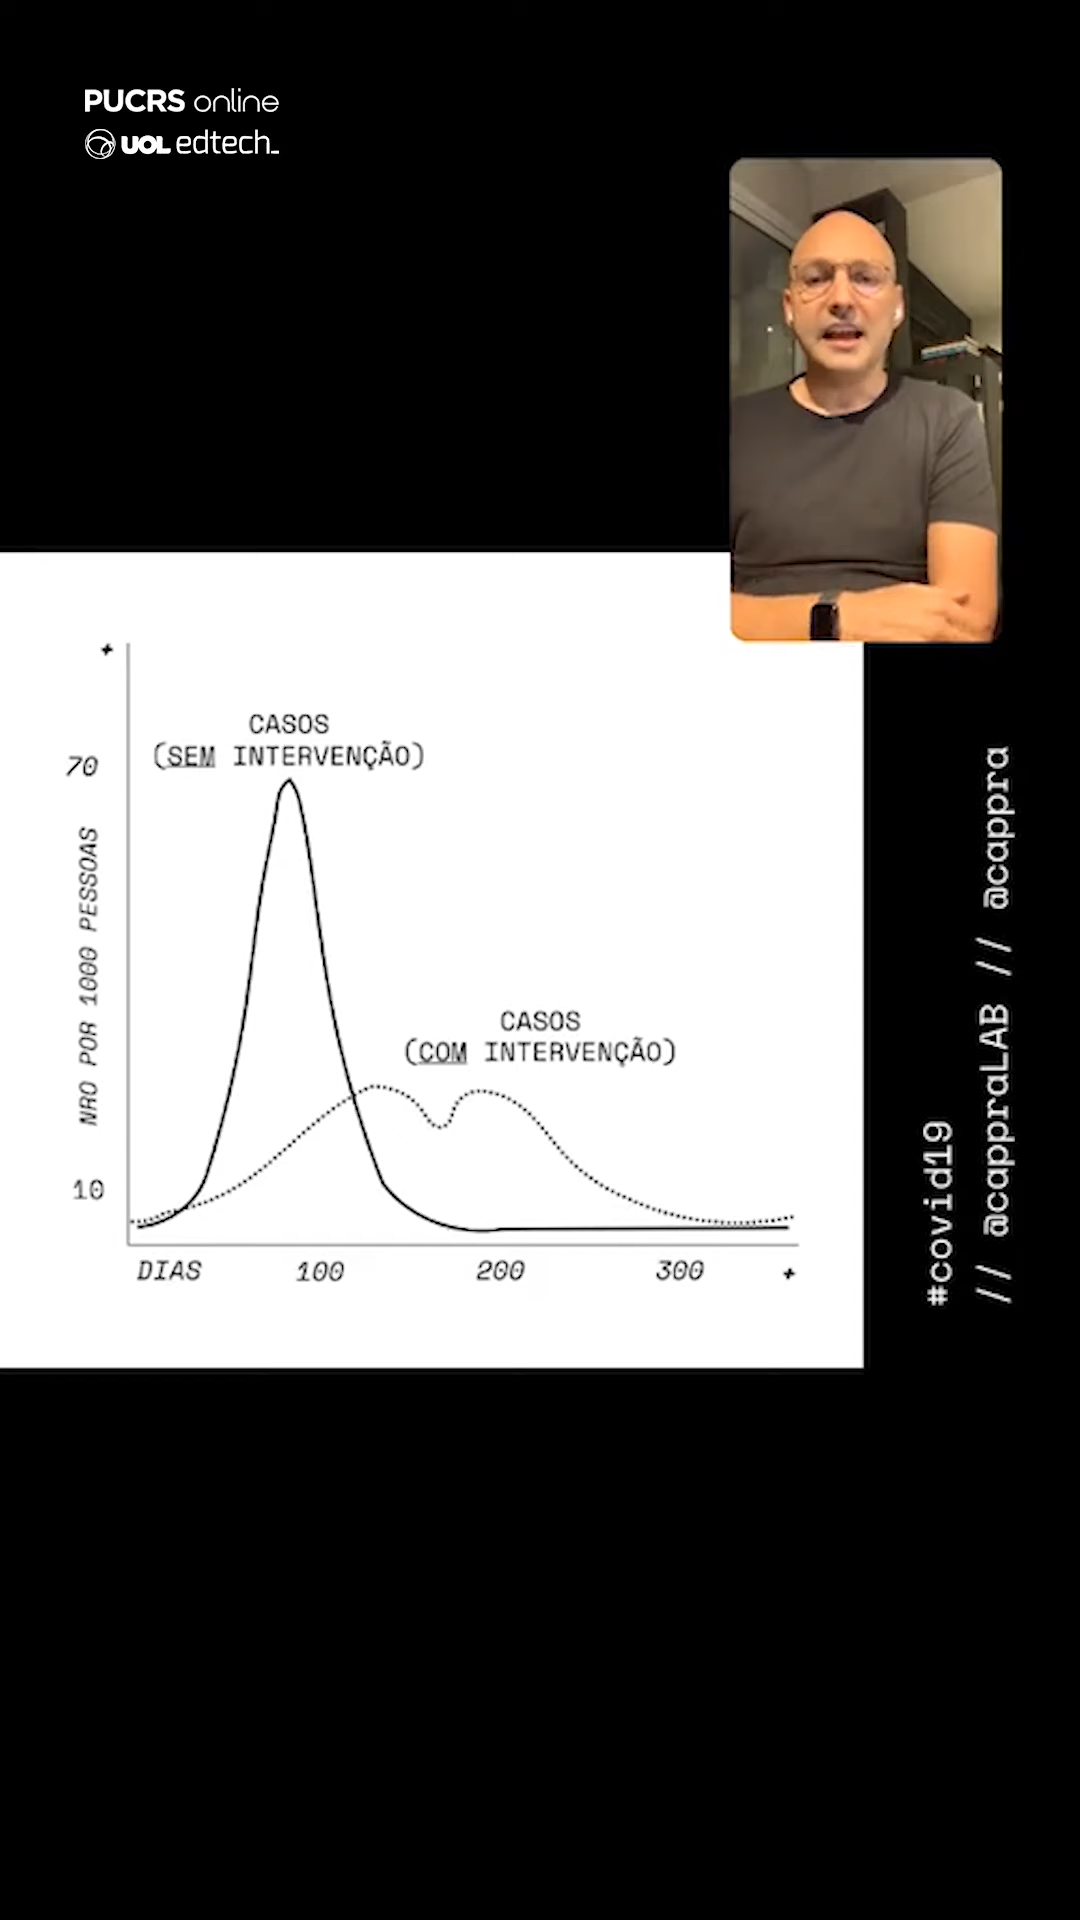 PUCRS online
UOL edtech_
+
CASOS
(SEM INTERVENÇÃO)
70
NRO POR 1000 PESSOAS
CASOS
(COM INTERVENÇÃO)
10
DIAS 100 200 300 +
#covid19
// @cappraLAB // @cappra